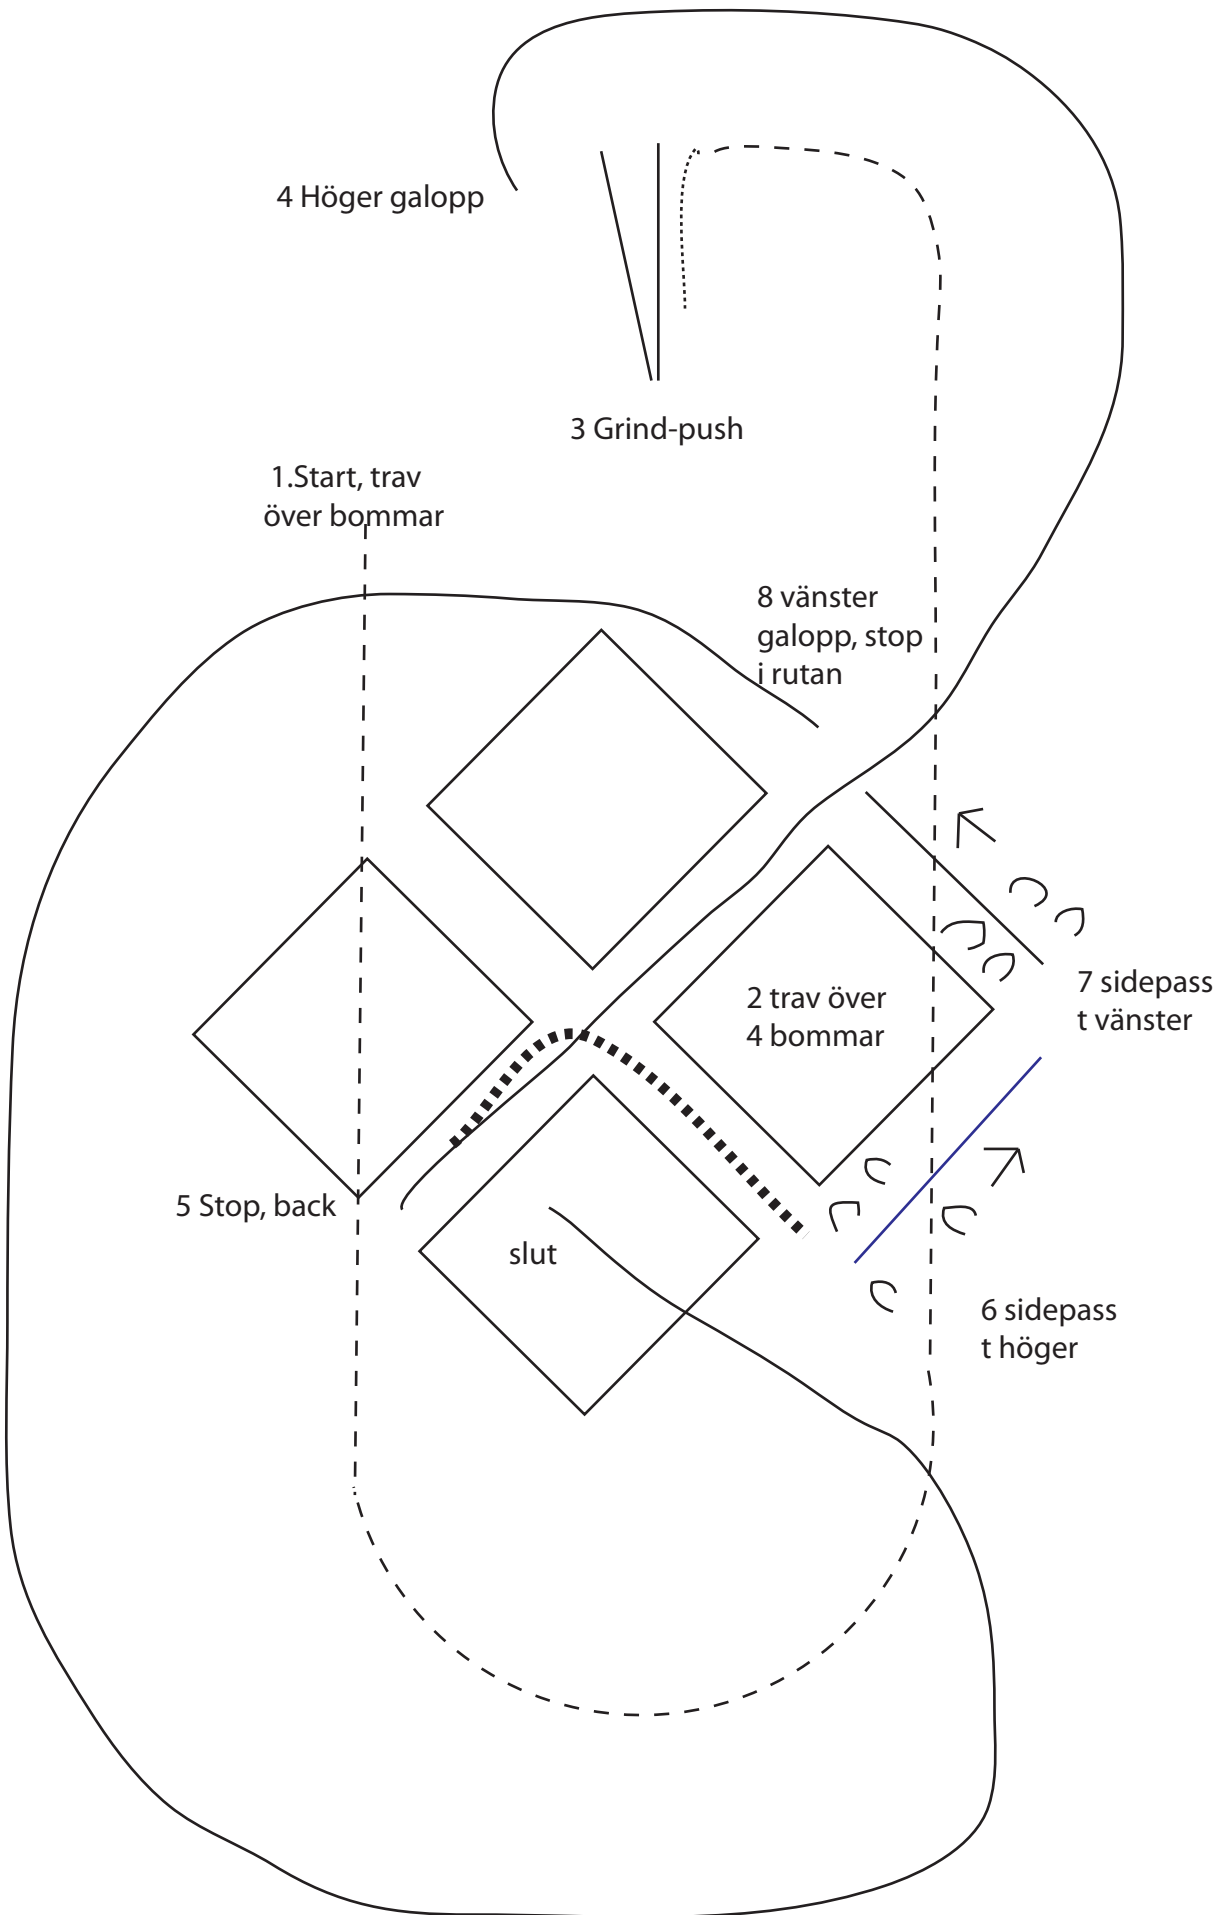 4 Höger galopp
3 Grind-push
1.Start, trav
över bommar
8 vänster
galopp, stop
i rutan
2 trav över
4 bommar
7 sidepass
t vänster
5 Stop, back
slut
6 sidepass
t höger